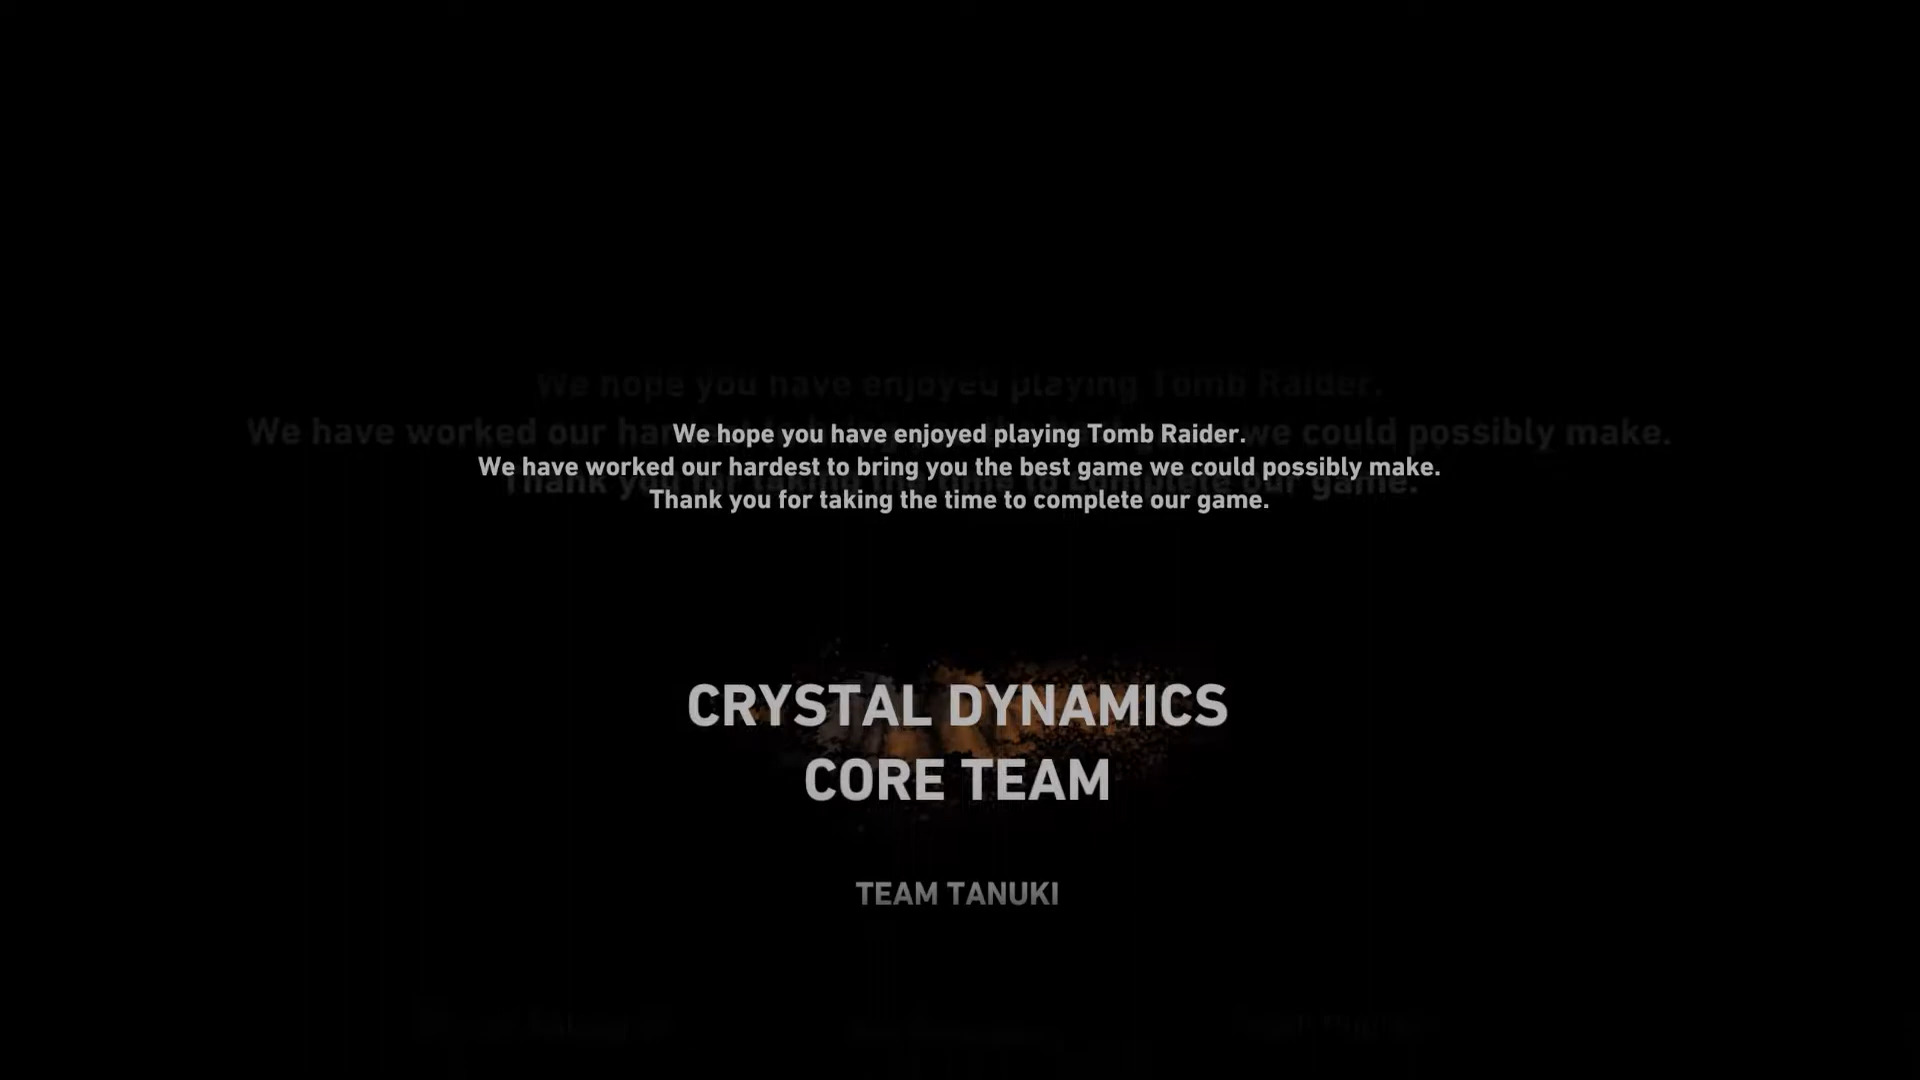 We hope you have enjoyed playing Tomb Raider.
We have worked our hardest to bring you the best game we could possibly make.
Thank you for taking the time to complete our game.
CRYSTAL DYNAMICS
CORE TEAM
TEAM TANUKI